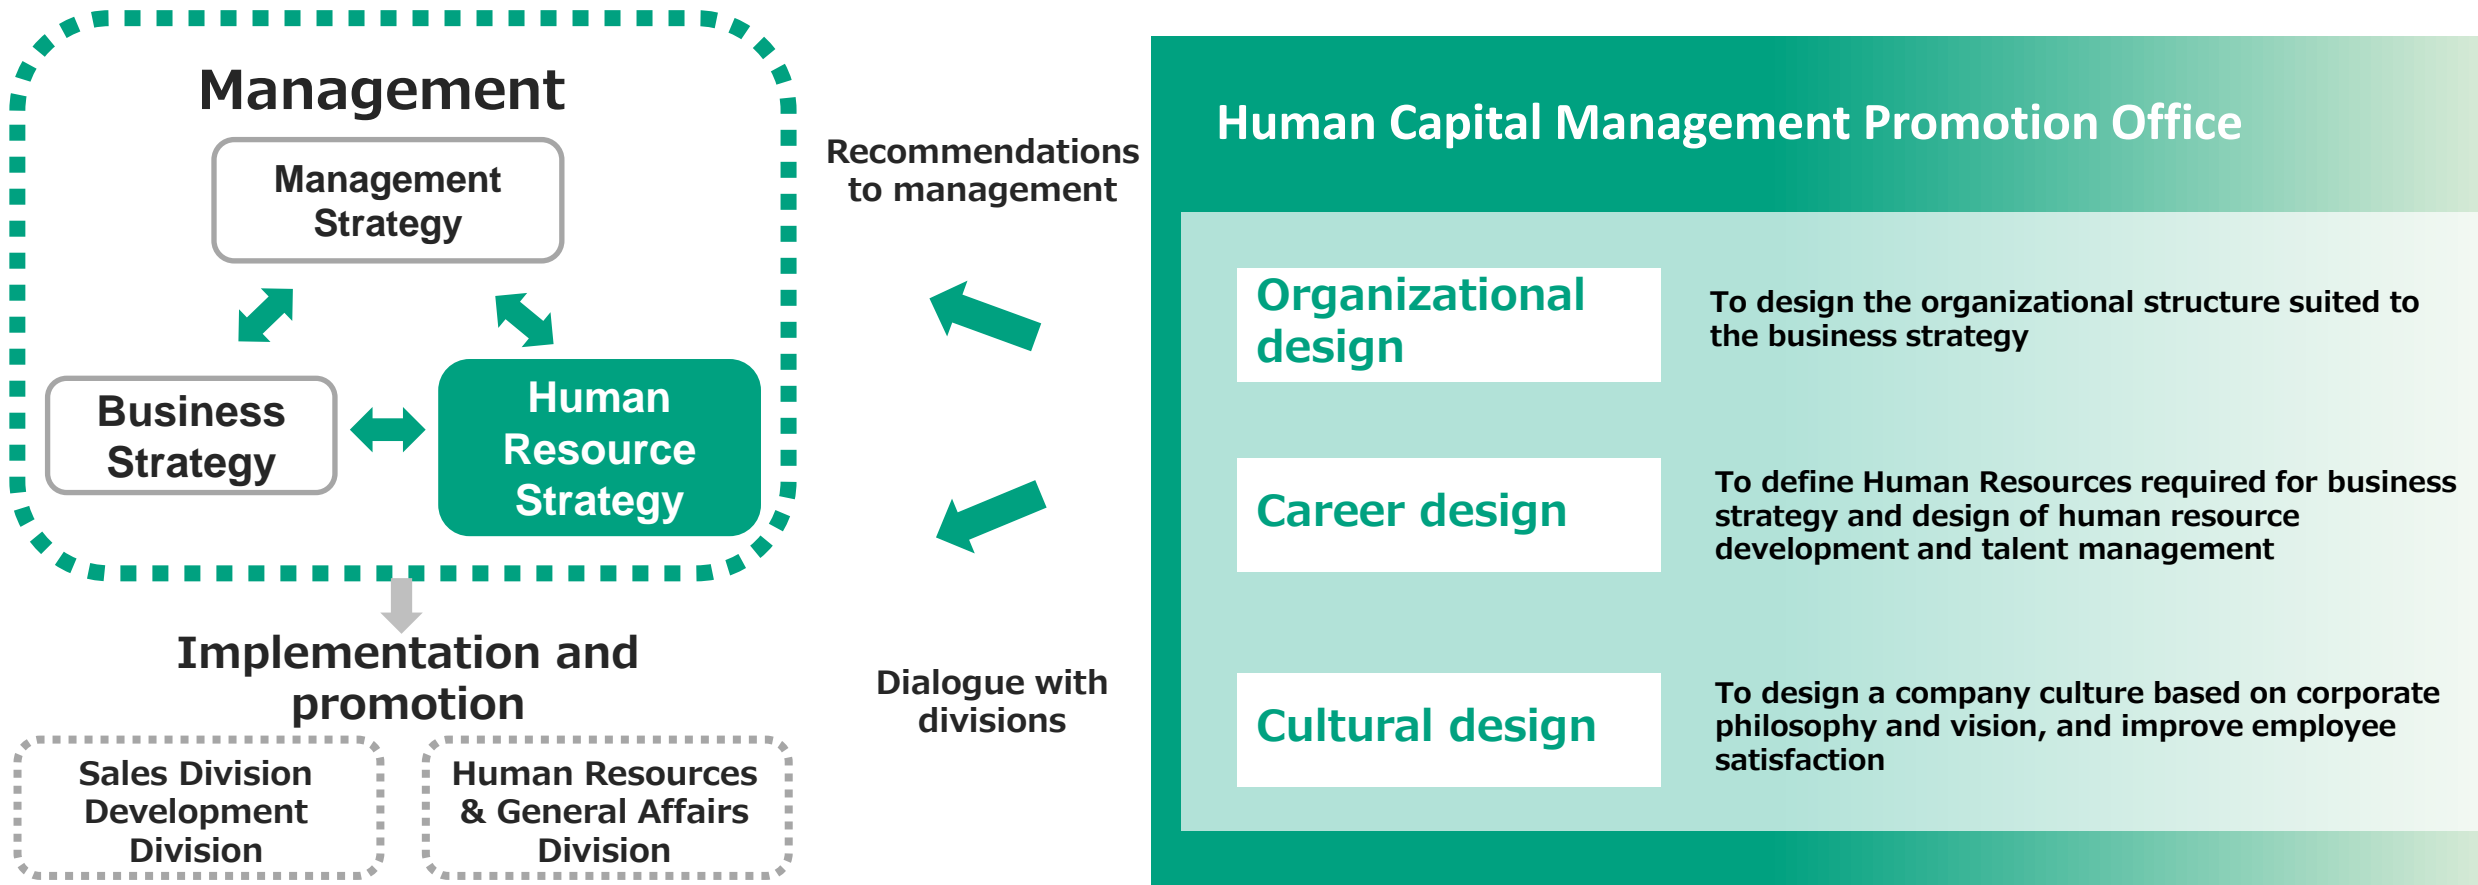 Management
Management
Strategy
Business
Strategy
Human
Resource
Strategy
Implementation and
promotion
Sales Division
Development
Division
Human Resources
& General Affairs
Division
Recommendations
to management
Dialogue with
divisions
Human Capital Management Promotion Office
Organizational
design
To design the organizational structure suited to
the business strategy
Career design
To define Human Resources required for business
strategy and design of human resource
development and talent management
Cultural design
To design a company culture based on corporate
philosophy and vision, and improve employee
satisfaction